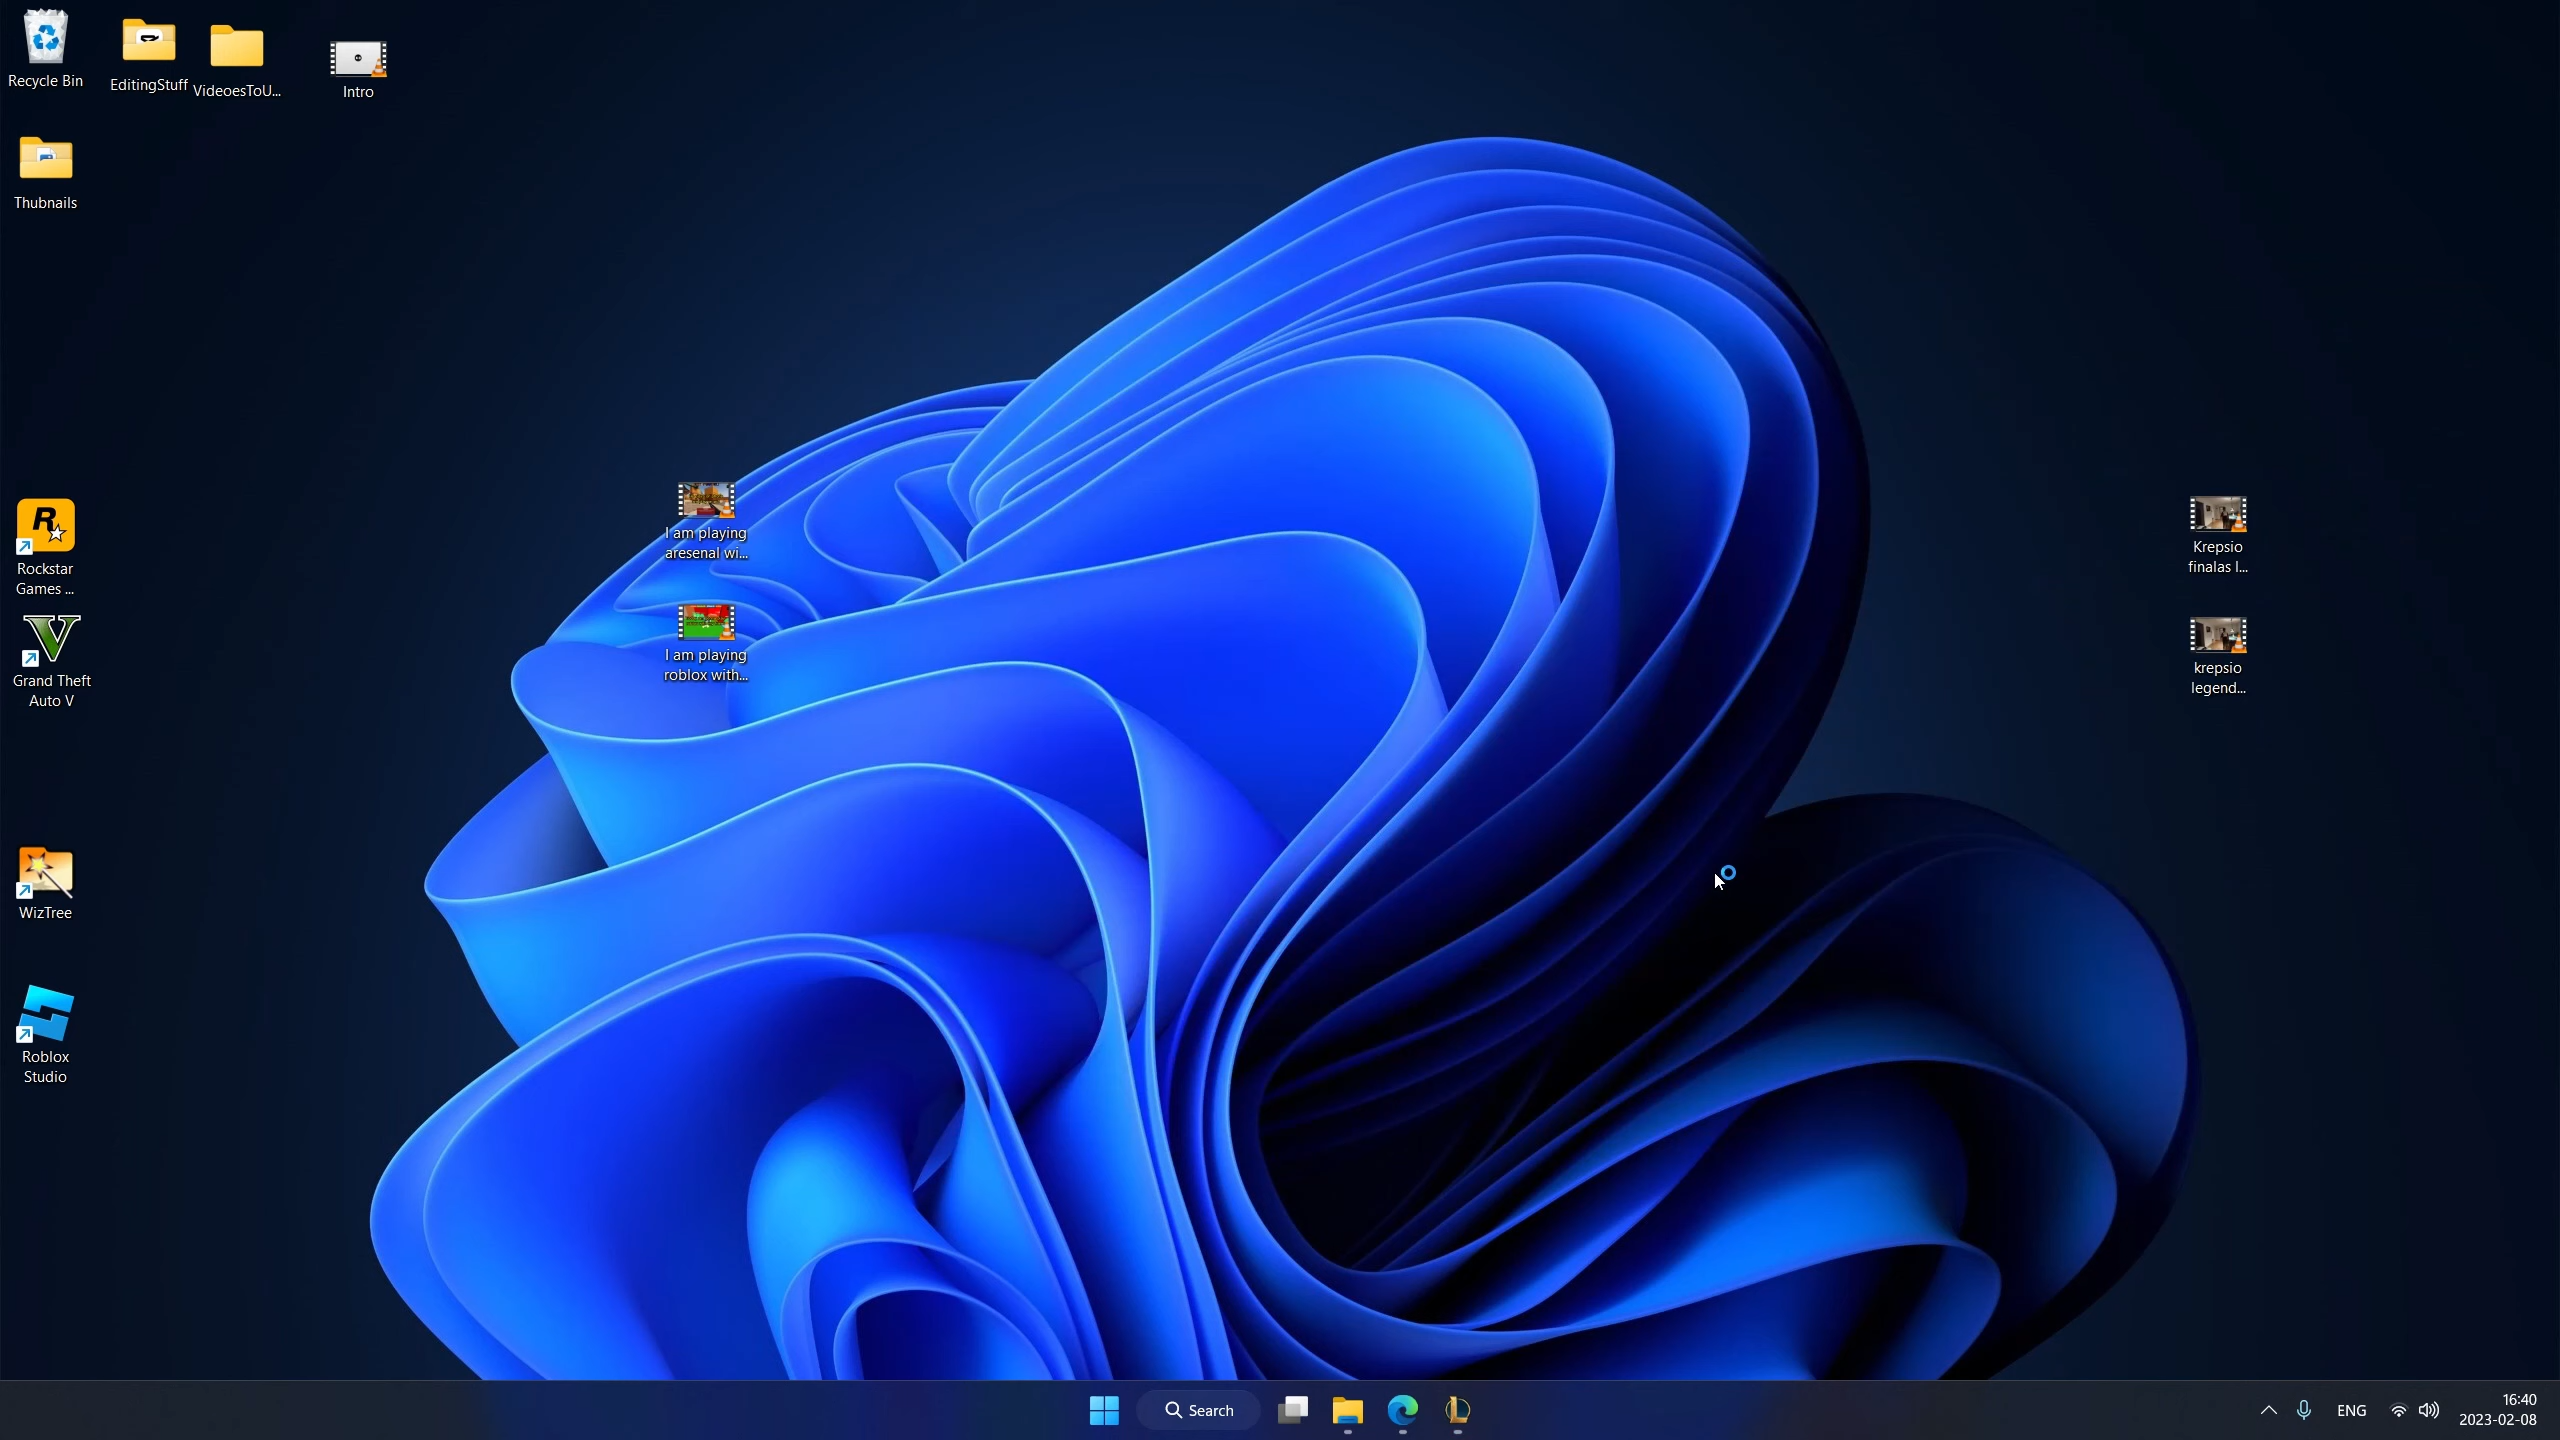 Recycle Bin
EditingStuff
VideoesToU...
Intro
Thubnails
I am playing
aresenal wi...
Krepsio
finalas l...
Rockstar
Games ...
I am playing
roblox with...
krepsio
legend...
Grand Theft
Auto V
WizTree
Roblox
Studio
Search
ENG
16:40
2023-02-08